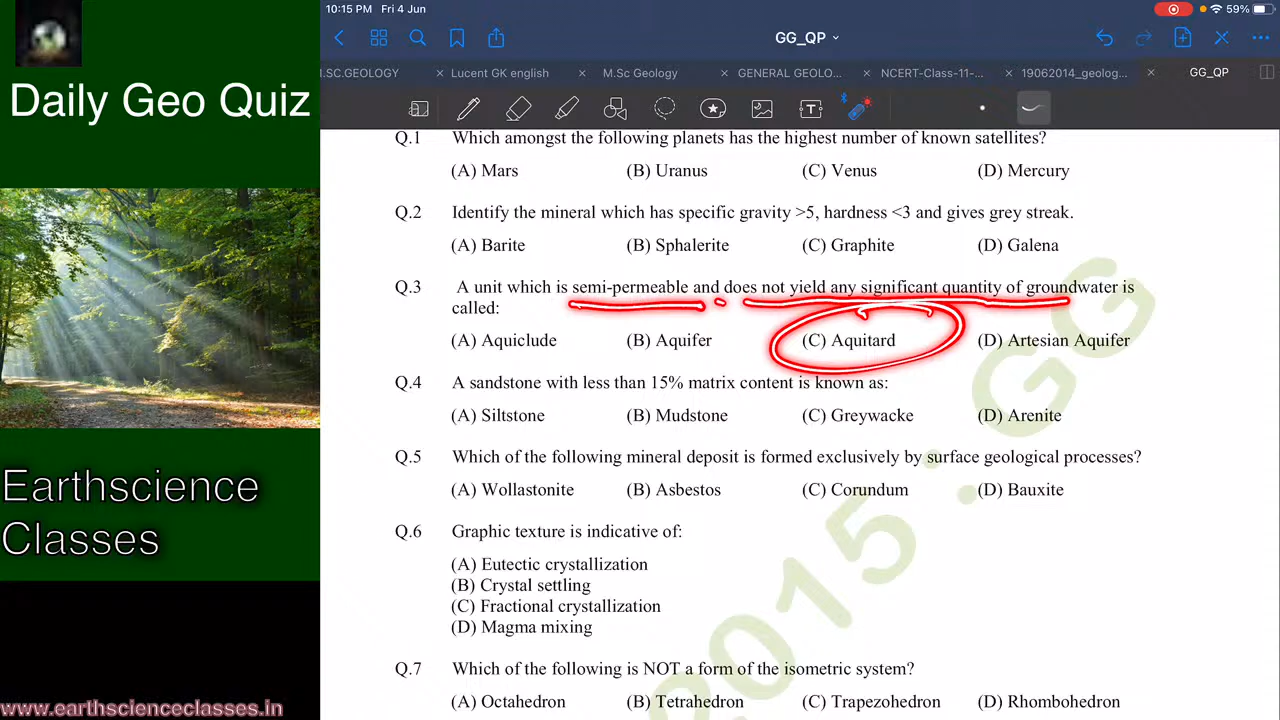 10:15 PM Fri 4 Jun
59%
GG_QP
M.SC.GEOLOGY
Lucent GK english
M.Sc Geology
GENERAL GEOLO...
NCERT-Class-11-...
19062014_geolog...
GG_QP
Daily Geo Quiz
Earthscience
Classes
www.earthscienceclasses.in
Q.1 Which amongst the following planets has the highest number of known satellites?
(A) Mars (B) Uranus (C) Venus (D) Mercury
Q.2 Identify the mineral which has specific gravity >5, hardness <3 and gives grey streak.
(A) Barite (B) Sphalerite (C) Graphite (D) Galena
Q.3 A unit which is semi-permeable and does not yield any significant quantity of groundwater is
called:
(A) Aquiclude (B) Aquifer (C) Aquitard (D) Artesian Aquifer
Q.4 A sandstone with less than 15% matrix content is known as:
(A) Siltstone (B) Mudstone (C) Greywacke (D) Arenite
Q.5 Which of the following mineral deposit is formed exclusively by surface geological processes?
(A) Wollastonite (B) Asbestos (C) Corundum (D) Bauxite
Q.6 Graphic texture is indicative of:
(A) Eutectic crystallization
(B) Crystal settling
(C) Fractional crystallization
(D) Magma mixing
Q.7 Which of the following is NOT a form of the isometric system?
(A) Octahedron (B) Tetrahedron (C) Trapezohedron (D) Rhombohedron
2015 : GG